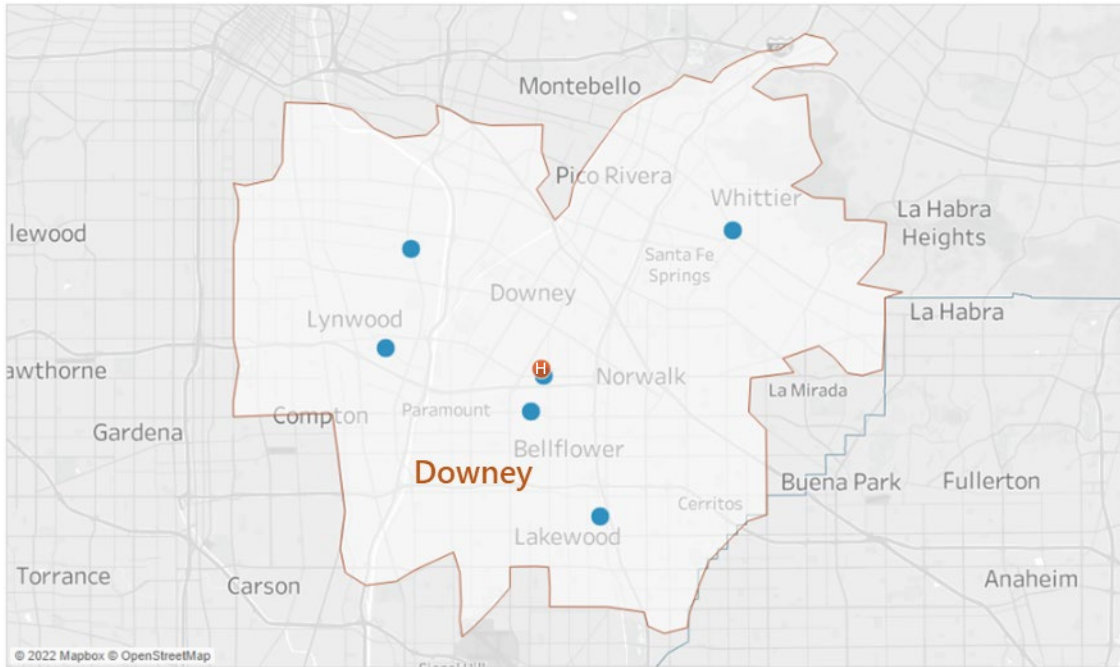 Montebello
Pico Rivera
Whittier
La Habra
Heights
lewood
Santa Fe
Springs
Downey
La Habra
Lynwood
H
awthorne
Norwalk
La Mirada
Compton
Paramount
Gardena
Bellflower
Downey
Buena Park
Fullerton
Cerritos
Lakewood
Torrance
Carson
Anaheim
© 2022 Mapbox © OpenStreetMap